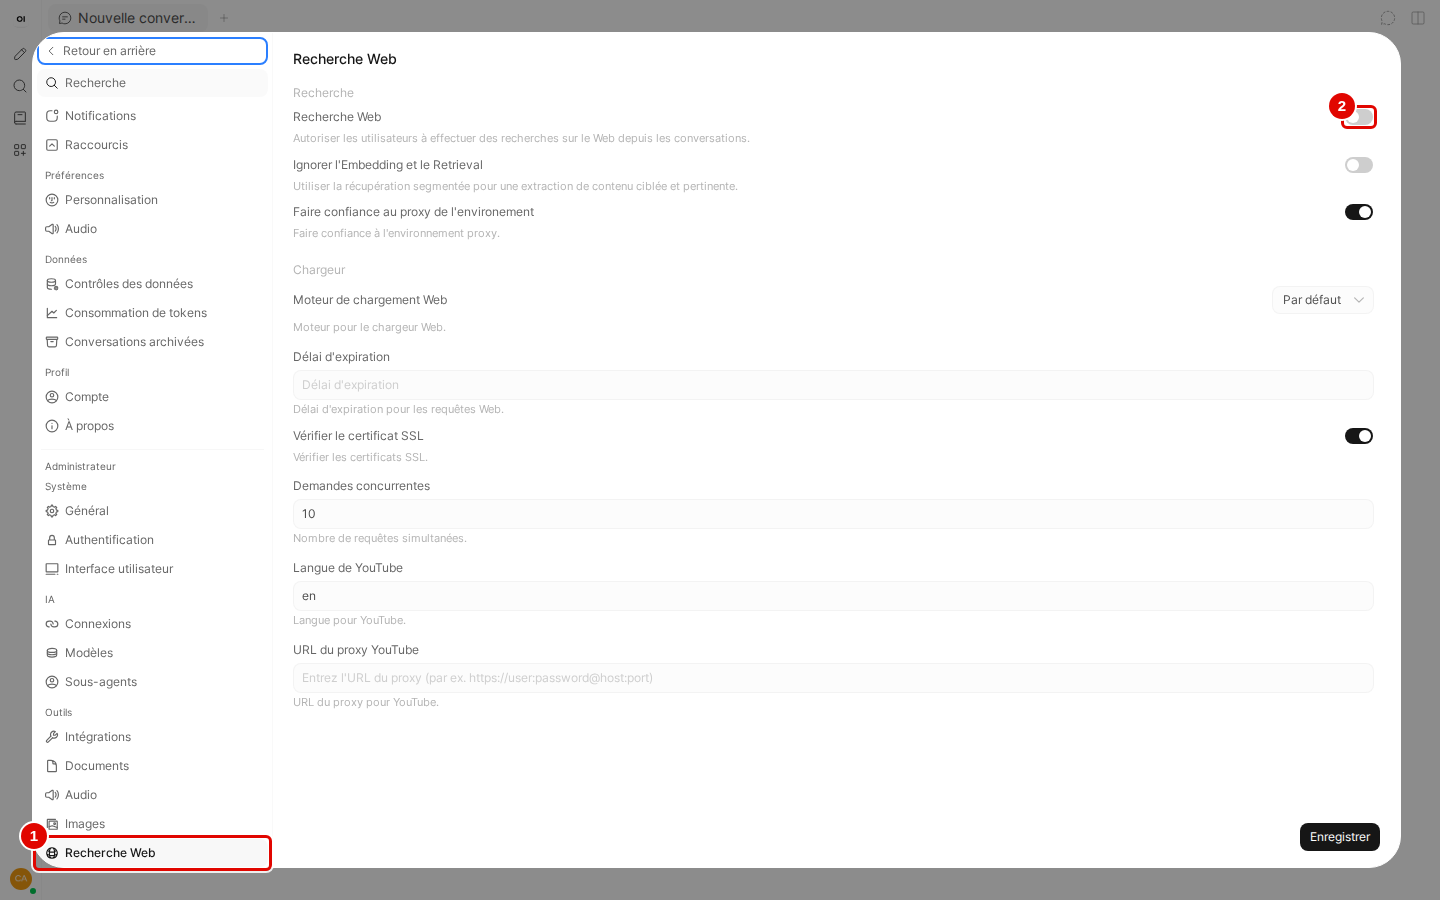 OI
Nouvelle conver...
Retour en arrière
Recherche
Notifications
Raccourcis
Préférences
Personnalisation
Audio
Données
Contrôles des données
Consommation de tokens
Conversations archivées
Profil
Compte
À propos
Administrateur
Système
Général
Authentification
Interface utilisateur
IA
Connexions
Modèles
Sous-agents
Outils
Intégrations
Documents
Audio
Images
1
Recherche Web
CA
Recherche Web
Recherche
Recherche Web
2
Autoriser les utilisateurs à effectuer des recherches sur le Web depuis les conversations.
Ignorer l'Embedding et le Retrieval
Utiliser la récupération segmentée pour une extraction de contenu ciblée et pertinente.
Faire confiance au proxy de l'environement
Faire confiance à l'environnement proxy.
Chargeur
Moteur de chargement Web
Par défaut
Moteur pour le chargeur Web.
Délai d'expiration
Délai d'expiration
Délai d'expiration pour les requêtes Web.
Vérifier le certificat SSL
Vérifier les certificats SSL.
Demandes concurrentes
10
Nombre de requêtes simultanées.
Langue de YouTube
en
Langue pour YouTube.
URL du proxy YouTube
Entrez l'URL du proxy (par ex. https://user:password@host:port)
URL du proxy pour YouTube.
Enregistrer